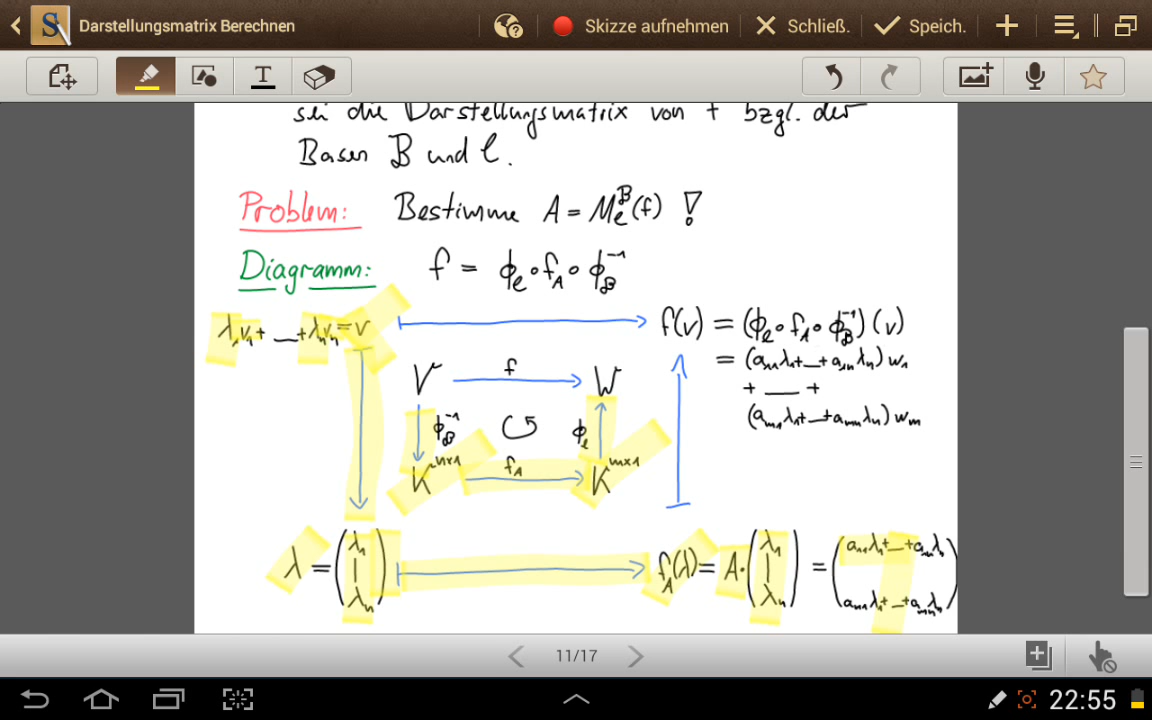 Darstellungsmatrix Berechnen
Skizze aufnehmen
Schließ.
Speich.
sei die Darstellungsmatrix von f bzgl. der
Basen B und C.
Problem: Bestimme A = M_C^B(f) !
Diagramm: f = ϕ_C ∘ f_A ∘ ϕ_B^-1
λ₁v₁ + _ + λₙvₙ = v
f(v) = (ϕ_C ∘ f_A ∘ ϕ_B^-1)(v)
= (a₁₁λ₁ + _ + a₁ₙλₙ) w₁
+ _ +
(aₘ₁λ₁ + _ + aₘₙλₙ) wₘ
V f W
ϕ_B^-1 ϕ_C
K^n×1 f_A K^m×1
λ = (λ₁ | λₙ)
f_A(λ) = A · (λ₁ | λₙ) = (a₁₁λ₁ + _ + a₁ₙλₙ
aₘ₁λ₁ + _ + aₘₙλₙ)
11/17
22:55